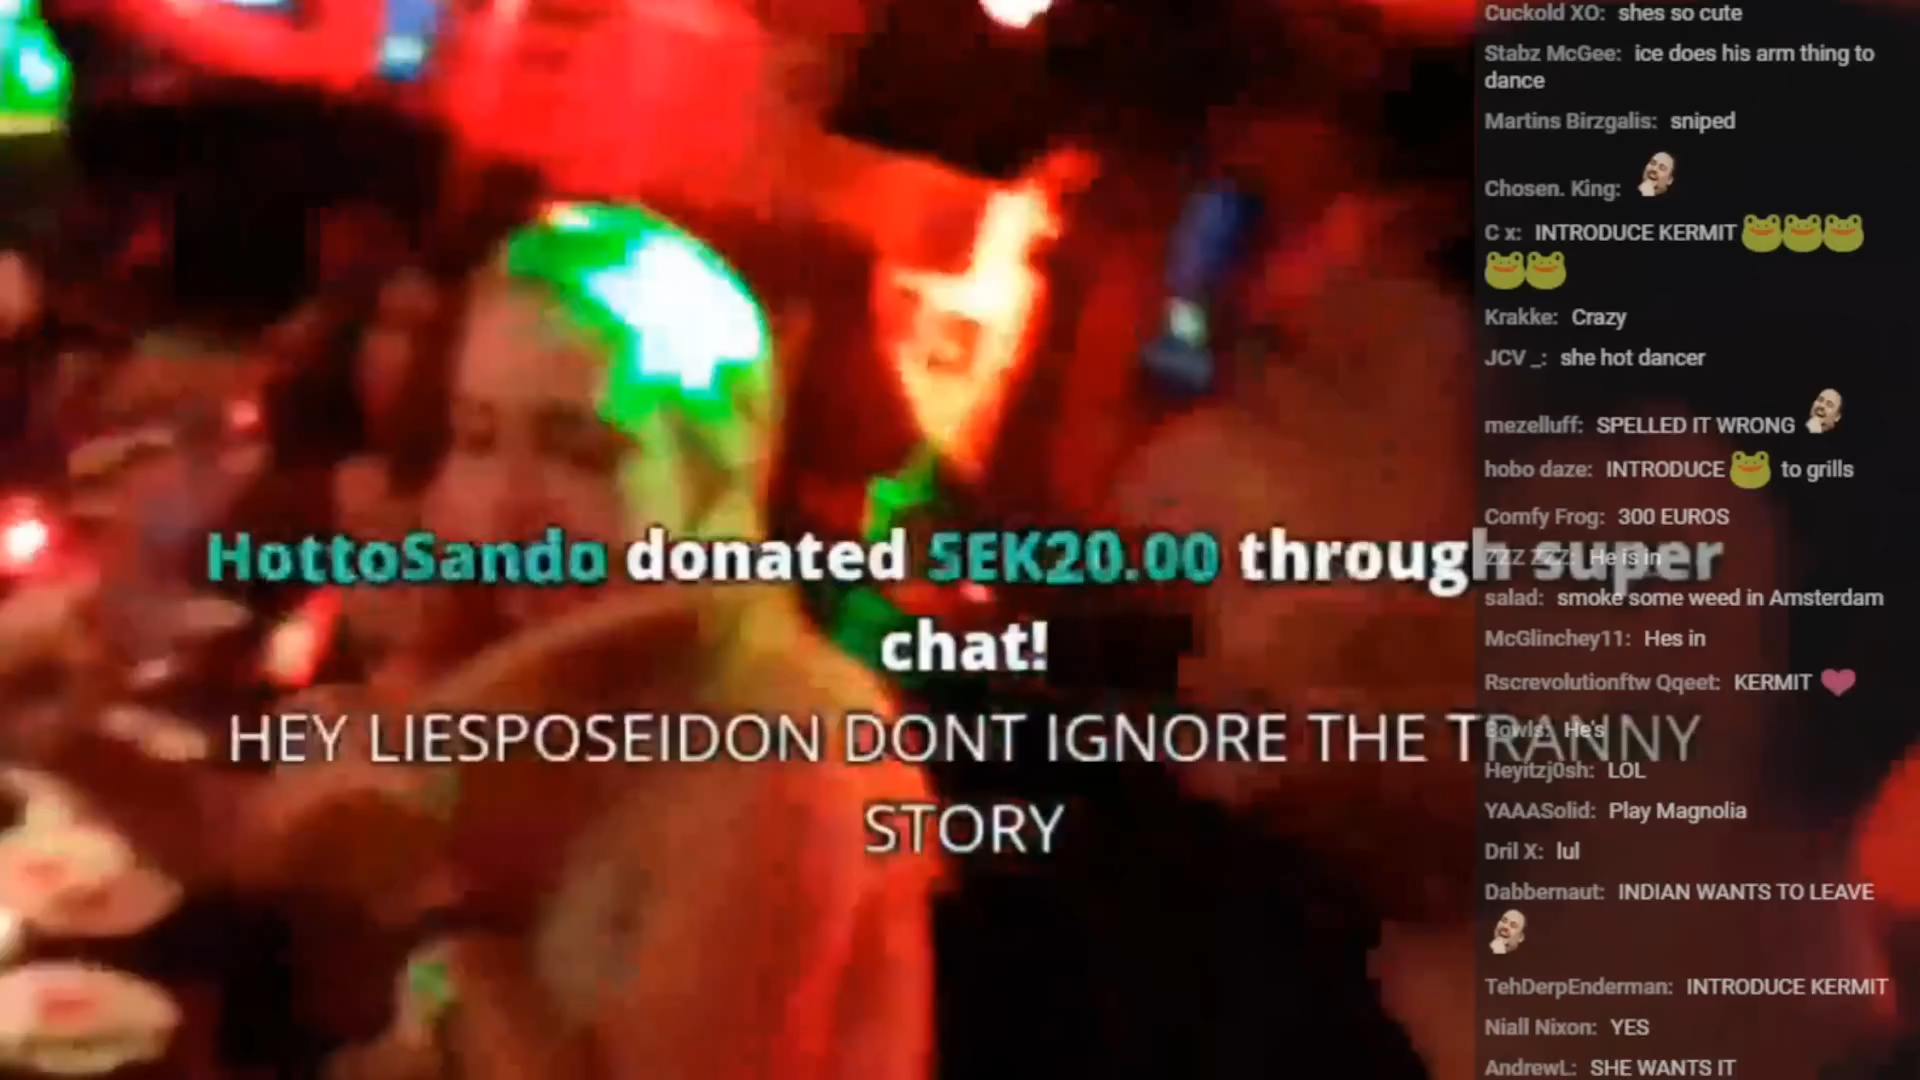 HottoSando donated SEK20.00 through super
chat!
HEY LIESPOSEIDON DONT IGNORE THE TRANNY
STORY
Cuckold XO: shes so cute
Stabz McGee: ice does his arm thing to
dance
Martins Birzgalis: sniped
Chosen. King:
C x: INTRODUCE KERMIT
Krakke: Crazy
JCV _: she hot dancer
mezelluff: SPELLED IT WRONG
hobo daze: INTRODUCE to grills
Comfy Frog: 300 EUROS
ZZZ ZZZ: He is in
salad: smoke some weed in Amsterdam
McGlinchey11: Hes in
Rscrevolutionftw Qqeet: KERMIT
Bowls: He's
Heyitzj0sh: LOL
YAAASolid: Play Magnolia
Dril X: lul
Dabbernaut: INDIAN WANTS TO LEAVE
TehDerpEnderman: INTRODUCE KERMIT
Niall Nixon: YES
AndrewL: SHE WANTS IT